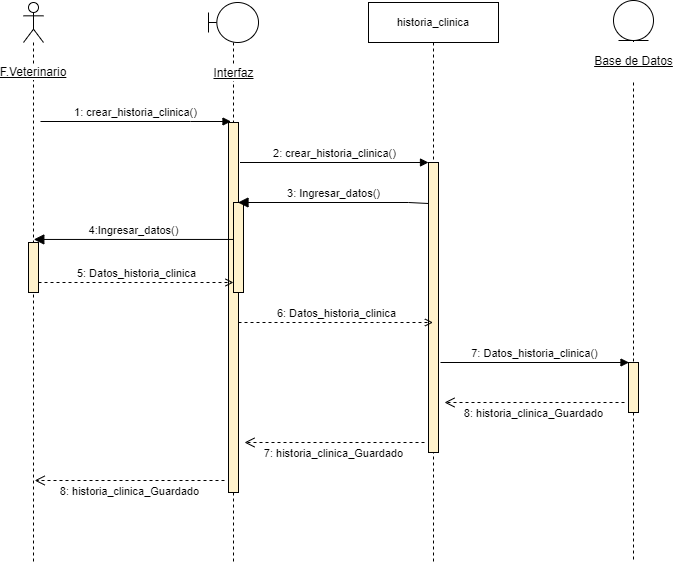 historia_clinica
F.Veterinario
Interfaz
Base de Datos
1: crear_historia_clinica()
2: crear_historia_clinica()
3: Ingresar_datos()
4:Ingresar_datos()
5: Datos_historia_clinica
6: Datos_historia_clinica
7: Datos_historia_clinica()
8: historia_clinica_Guardado
7: historia_clinica_Guardado
8: historia_clinica_Guardado